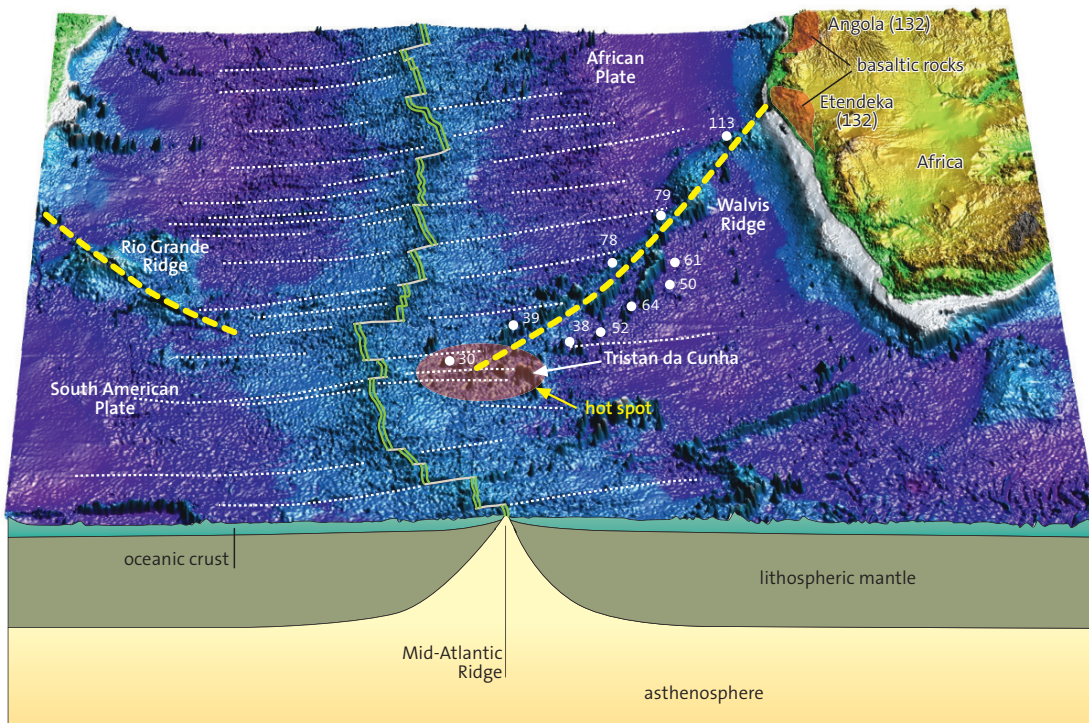 Angola (132)
basaltic rocks
Etendeka
(132)
Africa
African
Plate
113
79
Walvis
Ridge
78
61
50
64
39
38
52
30
Tristan da Cunha
hot spot
Rio Grande
Ridge
South American
Plate
oceanic crust
lithospheric mantle
Mid-Atlantic
Ridge
asthenosphere